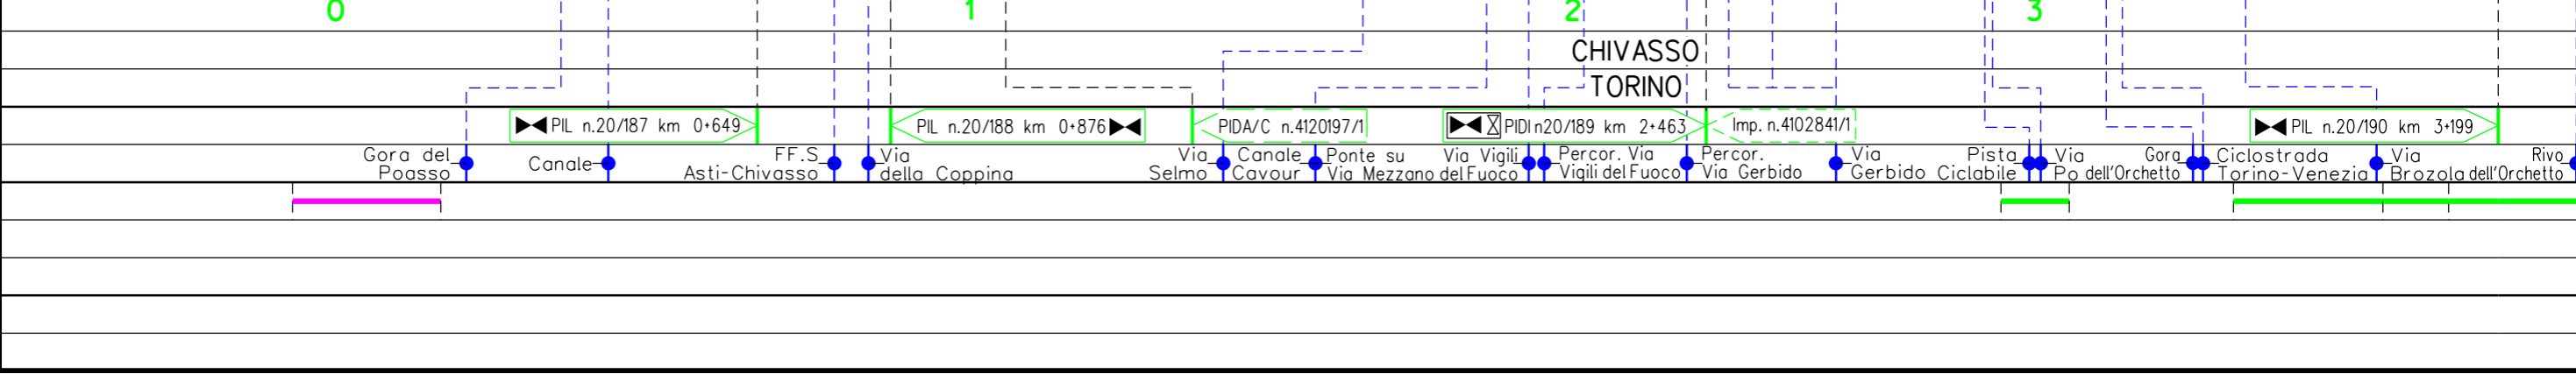 0 1 2 3
CHIVASSO
TORINO
PIL n.20/187 km 0+649
PIL n.20/188 km 0+876
PIDA/C n.4120197/1
PIDI n20/189 km 2+463
Imp. n.4102841/1
PIL n.20/190 km 3+199
Gora del
Poasso
Canale
FF.S
Asti-Chivasso
Via
della Coppina
Via
Selmo
Canale
Cavour
Ponte su
Via Mezzano
Via Vigili
del Fuoco
Percor. Via
Vigili del Fuoco
Percor.
Via Gerbido
Via
Gerbido
Pista
Ciclabile
Via
Po
Gora
dell'Orchetto
Ciclostrada
Torino-Venezia
Via
Brozola
Rivo
dell'Orchetto